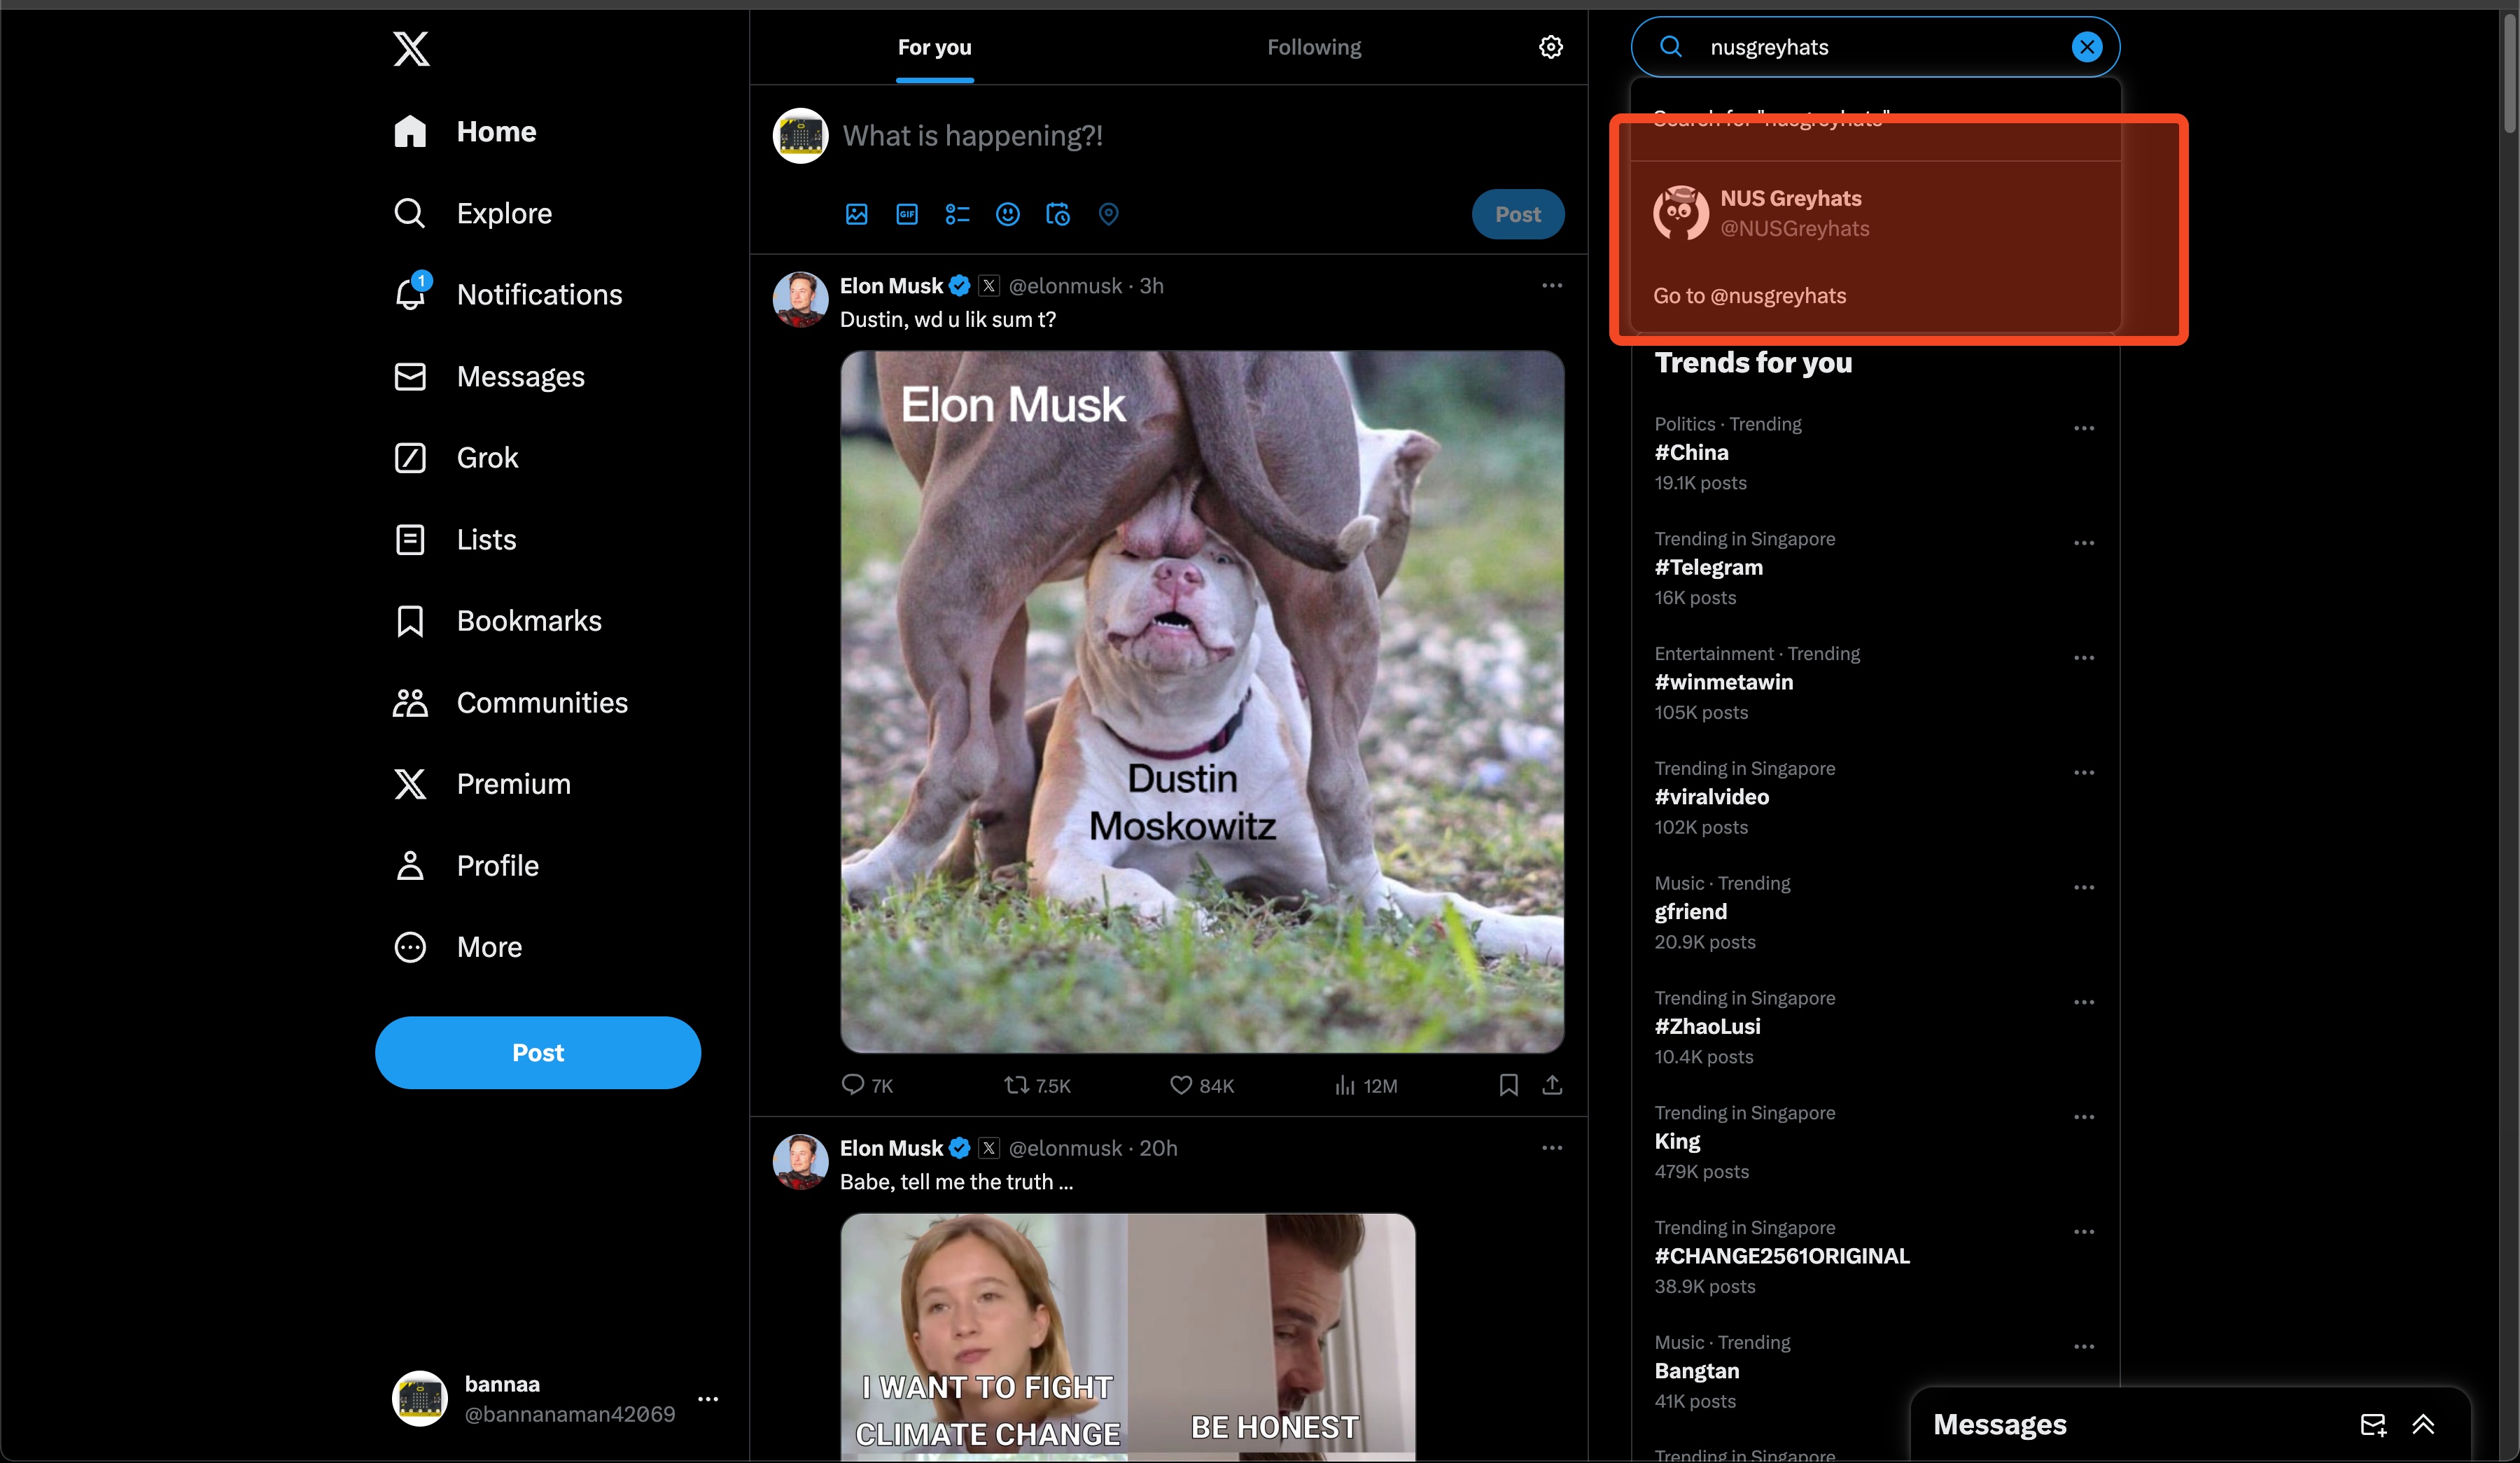 Home
Explore
1
Notifications
Messages
Grok
Lists
Bookmarks
Communities
Premium
Profile
More
Post
bannaa
@bannanaman42069
For you
Following
What is happening?!
GIF
Post
Elon Musk @elonmusk · 3h
Dustin, wd u lik sum t?
Elon Musk
Dustin
Moskowitz
7K
7.5K
84K
12M
Elon Musk @elonmusk · 20h
Babe, tell me the truth ...
I WANT TO FIGHT
CLIMATE CHANGE
BE HONEST
nusgreyhats
Search for "nusgreyhats"
NUS Greyhats
@NUSGreyhats
Go to @nusgreyhats
Trends for you
Politics · Trending
#China
19.1K posts
Trending in Singapore
#Telegram
16K posts
Entertainment · Trending
#winmetawin
105K posts
Trending in Singapore
#viralvideo
102K posts
Music · Trending
gfriend
20.9K posts
Trending in Singapore
#ZhaoLusi
10.4K posts
Trending in Singapore
King
479K posts
Trending in Singapore
#CHANGE2561ORIGINAL
38.9K posts
Music · Trending
Bangtan
41K posts
Trending in Singapore
Messages